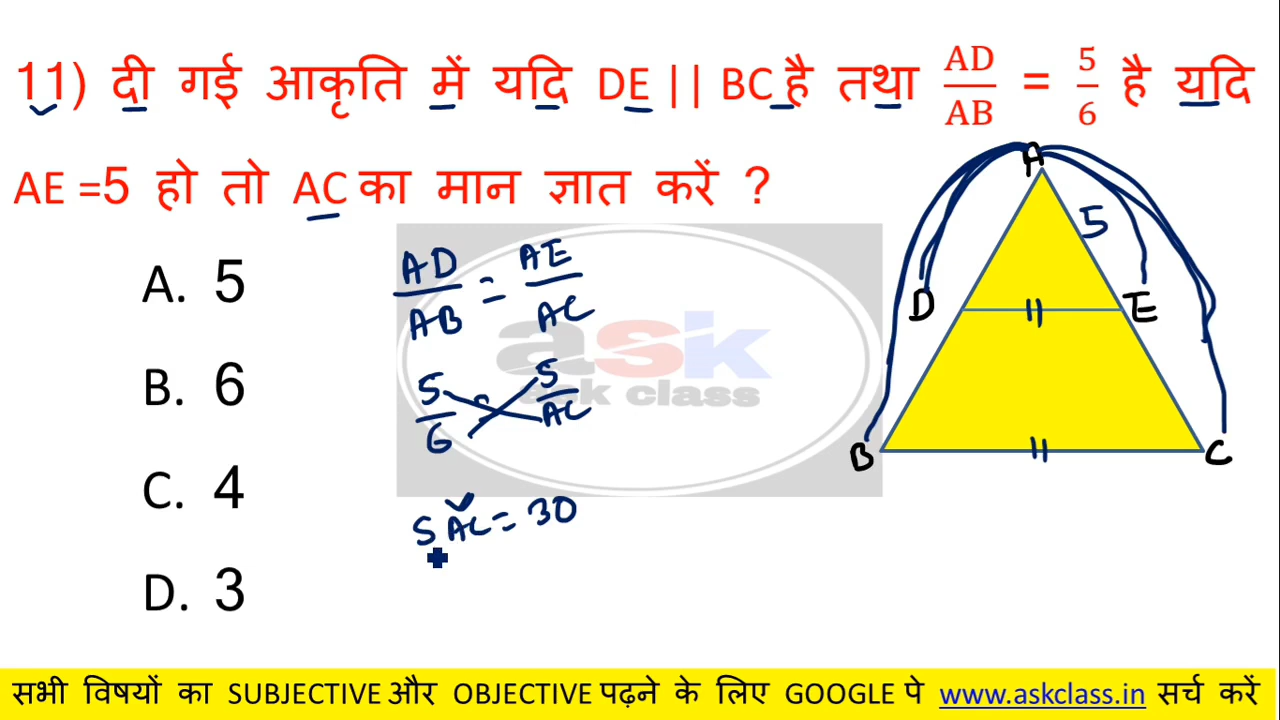 11) दी गई आकृति में यदि DE || BC है तथा AD/AB = 5/6 है यदि
AE =5 हो तो AC का मान ज्ञात करें ?
A. 5
B. 6
C. 4
D. 3
AD/AB = AE/AC
5/6 = 5/AC
5 AC = 30
A
5
D
E
B
C
ask
ask class
सभी विषयों का SUBJECTIVE और OBJECTIVE पढ़ने के लिए GOOGLE पे www.askclass.in सर्च करें